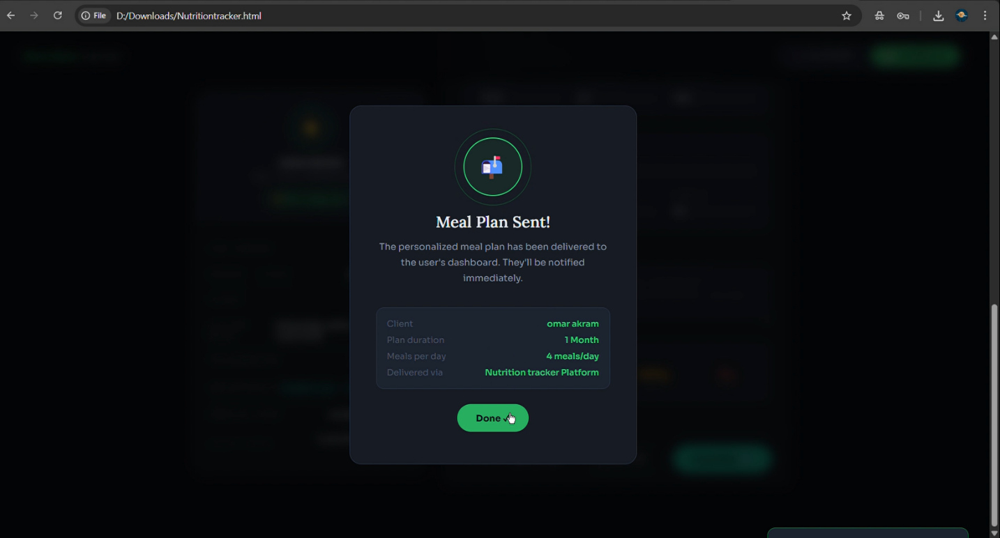 File
D:/Downloads/Nutritiontracker.html
Meal Plan Sent!
The personalized meal plan has been delivered to
the user's dashboard. They'll be notified
immediately.
Client omar akram
Plan duration 1 Month
Meals per day 4 meals/day
Delivered via Nutrition tracker Platform
Done ✓